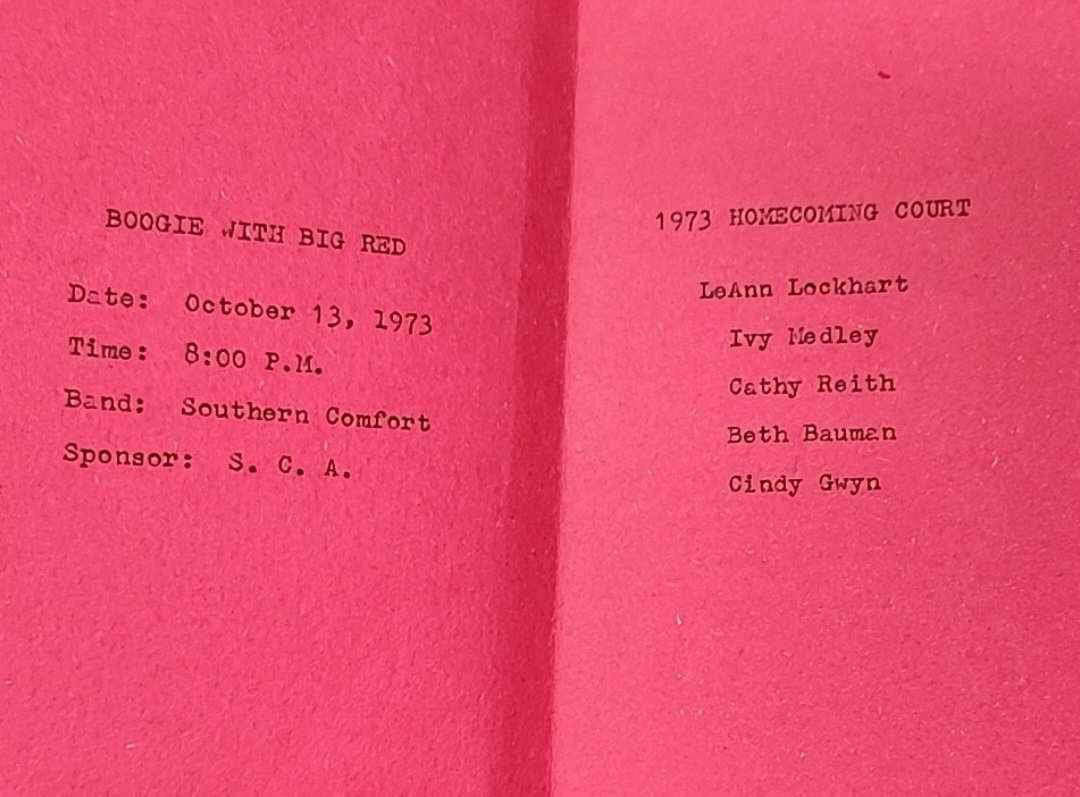 BOOGIE WITH BIG RED
Date: October 13, 1973
Time: 8:00 P.M.
Band: Southern Comfort
Sponsor: S. C. A.
1973 HOMECOMING COURT
LeAnn Lockhart
Ivy Medley
Cathy Reith
Beth Bauman
Cindy Gwyn